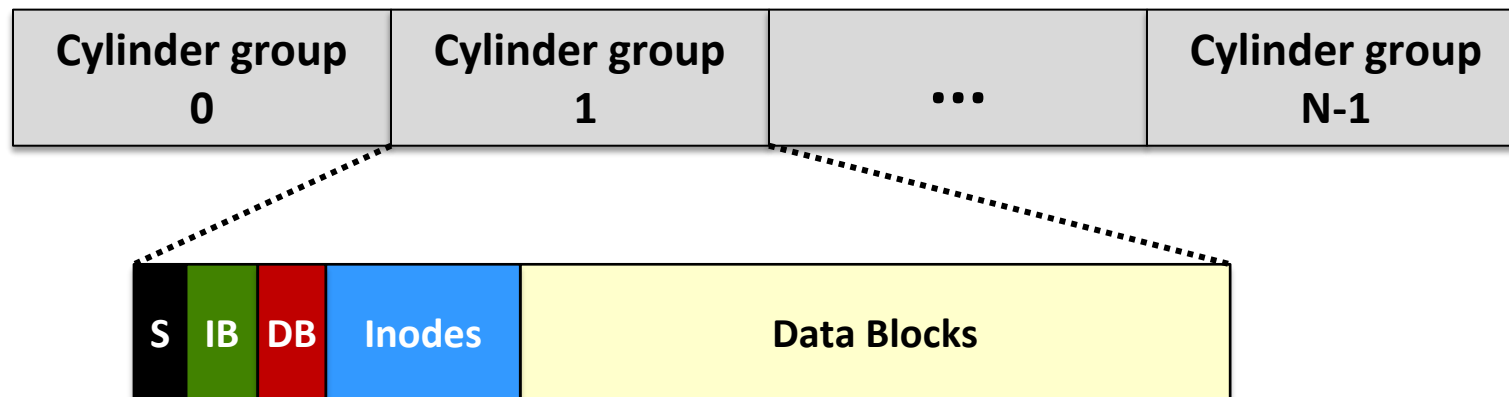 Cylinder group
0
Cylinder group
1
...
Cylinder group
N-1
S IB DB Inodes Data Blocks